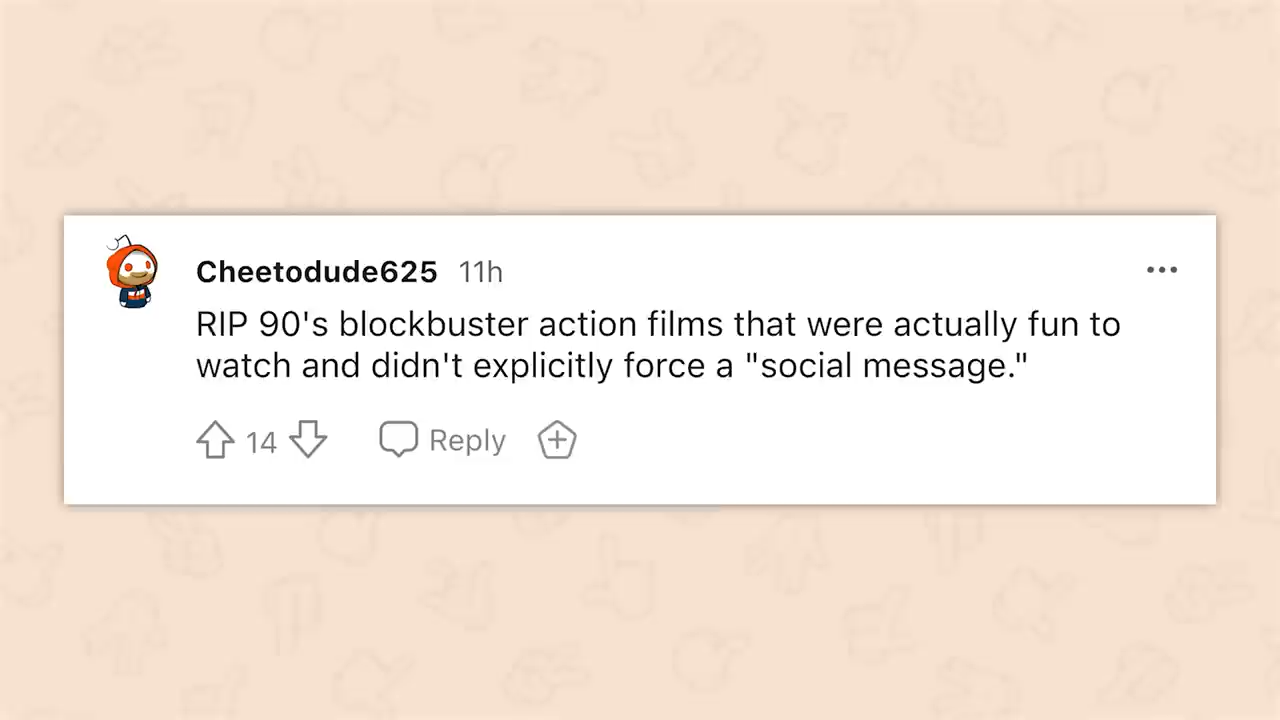 Cheetodude625 11h
RIP 90's blockbuster action films that were actually fun to
watch and didn't explicitly force a "social message."
14 Reply